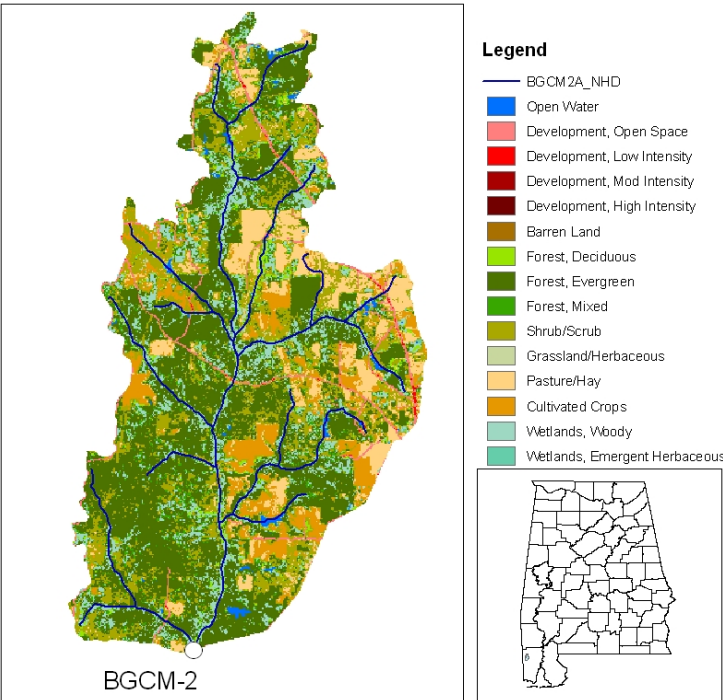 Legend
BGCM2A_NHD
Open Water
Development, Open Space
Development, Low Intensity
Development, Mod Intensity
Development, High Intensity
Barren Land
Forest, Deciduous
Forest, Evergreen
Forest, Mixed
Shrub/Scrub
Grassland/Herbaceous
Pasture/Hay
Cultivated Crops
Wetlands, Woody
Wetlands, Emergent Herbaceous
BGCM-2